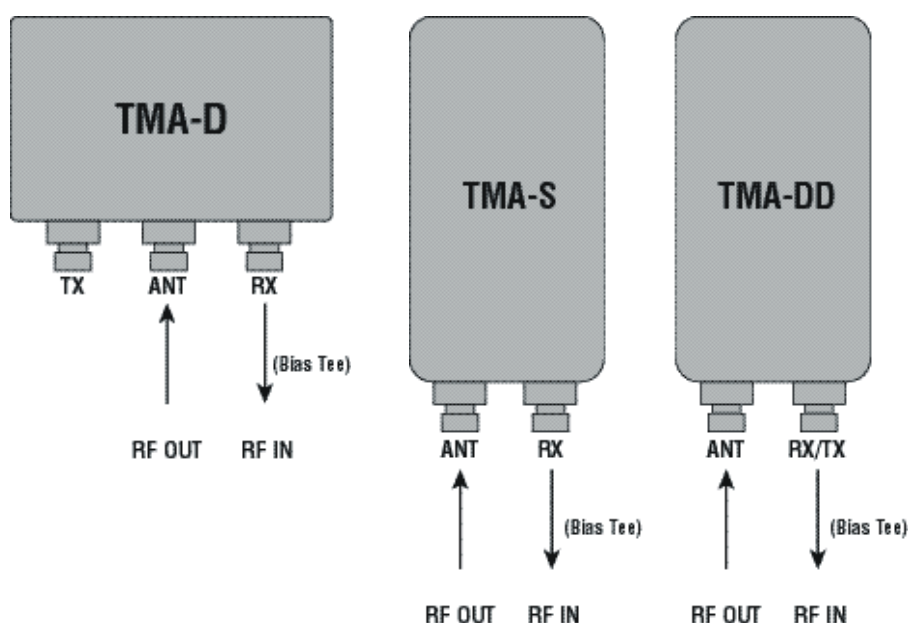 TMA-D
TX ANT RX
(Bias Tee)
RF OUT RF IN
TMA-S
ANT RX
(Bias Tee)
RF OUT RF IN
TMA-DD
ANT RX/TX
(Bias Tee)
RF OUT RF IN